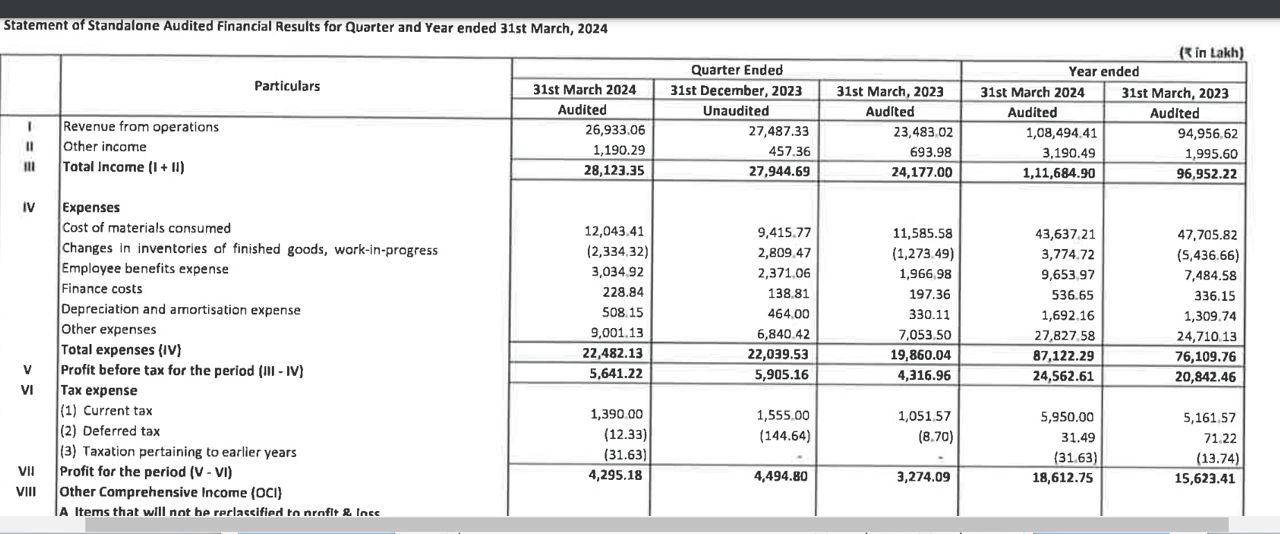 Statement of Standalone Audited Financial Results for Quarter and Year ended 31st March, 2024
(₹ in Lakh)
Particulars Quarter Ended Year ended
31st March 2024 31st December, 2023 31st March, 2023 31st March 2024 31st March, 2023
Audited Unaudited Audited Audited Audited
I Revenue from operations 26,933.06 27,487.33 23,483.02 1,08,494.41 94,956.62
II Other income 1,190.29 457.36 693.98 3,190.49 1,995.60
III Total Income (I + II) 28,123.35 27,944.69 24,177.00 1,11,684.90 96,952.22
IV Expenses
Cost of materials consumed 12,043.41 9,415.77 11,585.58 43,637.21 47,705.82
Changes in inventories of finished goods, work-in-progress (2,334.32) 2,809.47 (1,273.49) 3,774.72 (5,436.66)
Employee benefits expense 3,034.92 2,371.06 1,966.98 9,653.97 7,484.58
Finance costs 228.84 138.81 197.36 536.65 336.15
Depreciation and amortisation expense 508.15 464.00 330.11 1,692.16 1,309.74
Other expenses 9,001.13 6,840.42 7,053.50 27,827.58 24,710.13
Total expenses (IV) 22,482.13 22,039.53 19,860.04 87,122.29 76,109.76
V Profit before tax for the period (III - IV) 5,641.22 5,905.16 4,316.96 24,562.61 20,842.46
VI Tax expense
(1) Current tax 1,390.00 1,555.00 1,051.57 5,950.00 5,161.57
(2) Deferred tax (12.33) (144.64) (8.70) 31.49 71.22
(3) Taxation pertaining to earlier years (31.63) - - (31.63) (13.74)
VII Profit for the period (V - VI) 4,295.18 4,494.80 3,274.09 18,612.75 15,623.41
VIII Other Comprehensive Income (OCI)
A Items that will not be reclassified to profit & loss